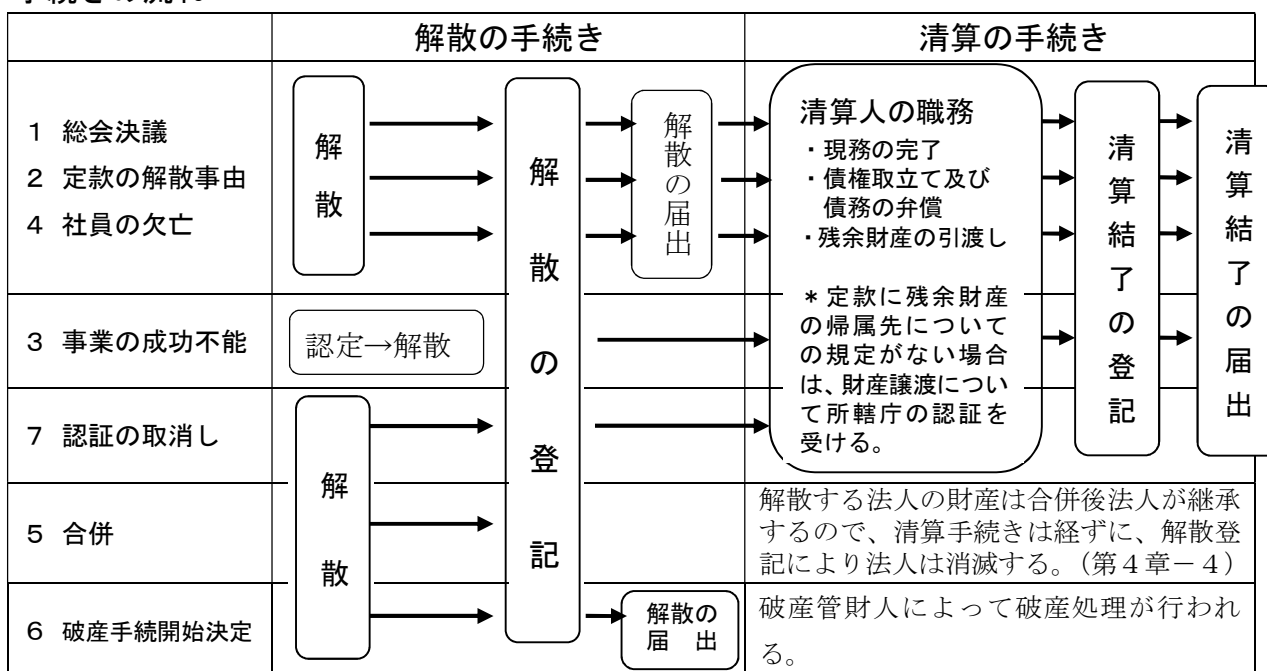 解散の手続き
清算の手続き
1 総会決議
2 定款の解散事由
4 社員の欠亡
解散
解散の登記
解散の届出
清算人の職務
・現務の完了
・債権取立て及び
債務の弁償
・残余財産の引渡し
＊定款に残余財産
の帰属先について
の規定がない場合
は、財産譲渡につい
て所轄庁の認証を
受ける。
清算結了の登記
清算結了の届出
3 事業の成功不能
認定→解散
7 認証の取消し
解散
5 合併
解散する法人の財産は合併後法人が継承
するので、清算手続きは経ずに、解散登
記により法人は消滅する。（第４章－４）
6 破産手続開始決定
解散の
届 出
破産管財人によって破産処理が行われ
る。